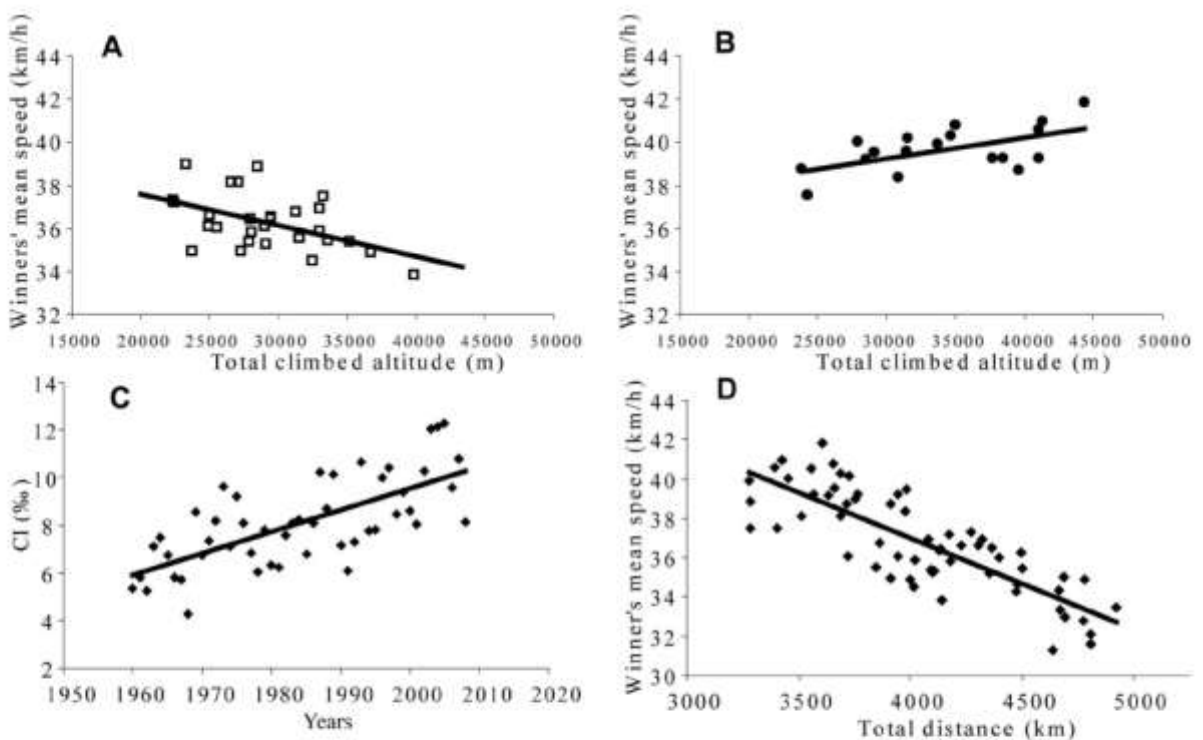 A
Winners' mean speed (km/h)
44
42
40
38
36
34
32
15000 20000 25000 30000 35000 40000 45000 50000
Total climbed altitude (m)
B
Winners' mean speed (km/h)
44
42
40
38
36
34
32
15000 20000 25000 30000 35000 40000 45000 50000
Total climbed altitude (m)
C
CI (‰)
14
12
10
8
6
4
2
1950 1960 1970 1980 1990 2000 2010 2020
Years
D
Winner's mean speed (km/h)
44
42
40
38
36
34
32
30
3000 3500 4000 4500 5000
Total distance (km)